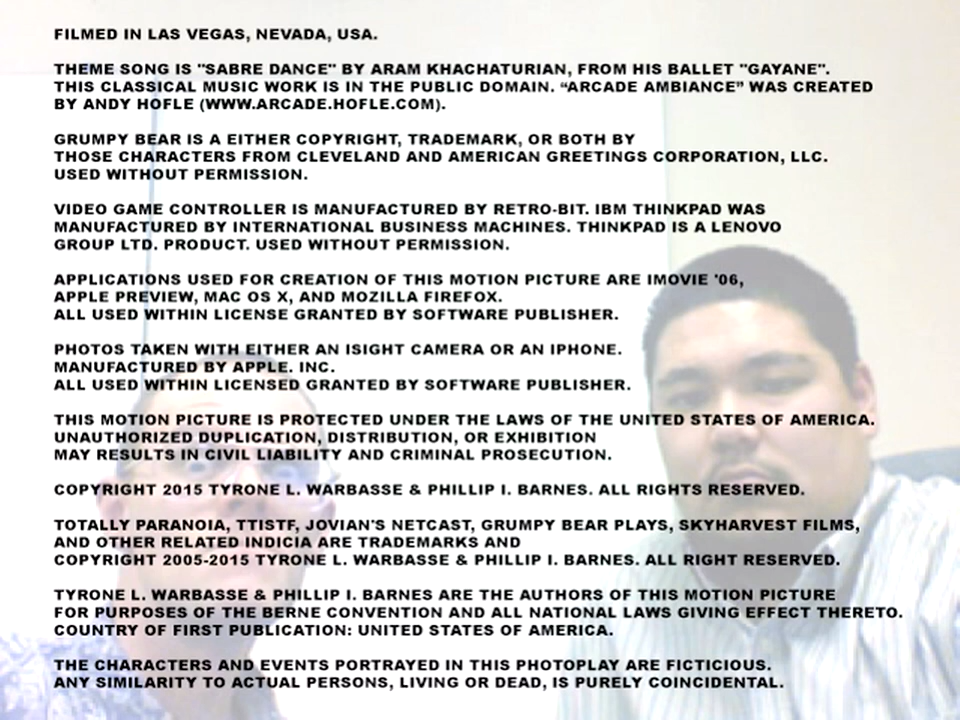 FILMED IN LAS VEGAS, NEVADA, USA.
THEME SONG IS "SABRE DANCE" BY ARAM KHACHATURIAN, FROM HIS BALLET "GAYANE".
THIS CLASSICAL MUSIC WORK IS IN THE PUBLIC DOMAIN. “ARCADE AMBIANCE” WAS CREATED
BY ANDY HOFLE (WWW.ARCADE.HOFLE.COM).
GRUMPY BEAR IS A EITHER COPYRIGHT, TRADEMARK, OR BOTH BY
THOSE CHARACTERS FROM CLEVELAND AND AMERICAN GREETINGS CORPORATION, LLC.
USED WITHOUT PERMISSION.
VIDEO GAME CONTROLLER IS MANUFACTURED BY RETRO-BIT. IBM THINKPAD WAS
MANUFACTURED BY INTERNATIONAL BUSINESS MACHINES. THINKPAD IS A LENOVO
GROUP LTD. PRODUCT. USED WITHOUT PERMISSION.
APPLICATIONS USED FOR CREATION OF THIS MOTION PICTURE ARE IMOVIE '06,
APPLE PREVIEW, MAC OS X, AND MOZILLA FIREFOX.
ALL USED WITHIN LICENSE GRANTED BY SOFTWARE PUBLISHER.
PHOTOS TAKEN WITH EITHER AN ISIGHT CAMERA OR AN IPHONE.
MANUFACTURED BY APPLE. INC.
ALL USED WITHIN LICENSED GRANTED BY SOFTWARE PUBLISHER.
THIS MOTION PICTURE IS PROTECTED UNDER THE LAWS OF THE UNITED STATES OF AMERICA.
UNAUTHORIZED DUPLICATION, DISTRIBUTION, OR EXHIBITION
MAY RESULTS IN CIVIL LIABILITY AND CRIMINAL PROSECUTION.
COPYRIGHT 2015 TYRONE L. WARBASSE & PHILLIP I. BARNES. ALL RIGHTS RESERVED.
TOTALLY PARANOIA, TTISTF, JOVIAN'S NETCAST, GRUMPY BEAR PLAYS, SKYHARVEST FILMS,
AND OTHER RELATED INDICIA ARE TRADEMARKS AND
COPYRIGHT 2005-2015 TYRONE L. WARBASSE & PHILLIP I. BARNES. ALL RIGHT RESERVED.
TYRONE L. WARBASSE & PHILLIP I. BARNES ARE THE AUTHORS OF THIS MOTION PICTURE
FOR PURPOSES OF THE BERNE CONVENTION AND ALL NATIONAL LAWS GIVING EFFECT THERETO.
COUNTRY OF FIRST PUBLICATION: UNITED STATES OF AMERICA.
THE CHARACTERS AND EVENTS PORTRAYED IN THIS PHOTOPLAY ARE FICTICIOUS.
ANY SIMILARITY TO ACTUAL PERSONS, LIVING OR DEAD, IS PURELY COINCIDENTAL.